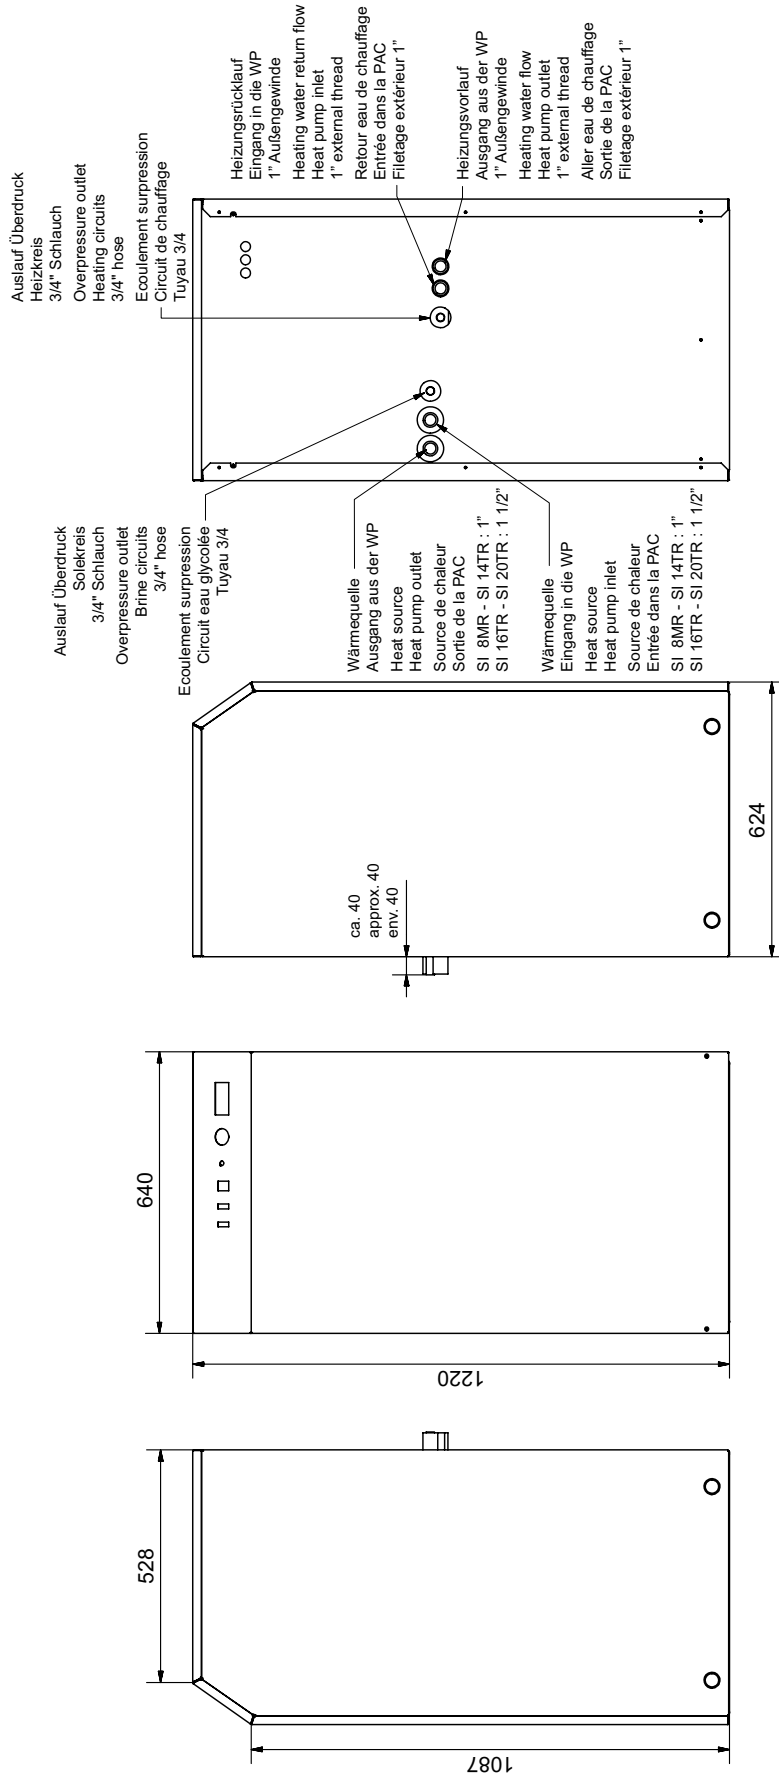 Auslauf Überdruck
Heizkreis
3/4" Schlauch
Overpressure outlet
Heating circuits
3/4" hose
Ecoulement surpression
Circuit de chauffage
Tuyau 3/4
Heizungsrücklauf
Eingang in die WP
1” Außengewinde
Heating water return flow
Heat pump inlet
1” external thread
Retour eau de chauffage
Entrée dans la PAC
Filetage extérieur 1”
Heizungsvorlauf
Ausgang aus der WP
1” Außengewinde
Heating water flow
Heat pump outlet
1” external thread
Aller eau de chauffage
Sortie de la PAC
Filetage extérieur 1”
Auslauf Überdruck
Solekreis
3/4" Schlauch
Overpressure outlet
Brine circuits
3/4" hose
Ecoulement surpression
Circuit eau glycolée
Tuyau 3/4
Wärmequelle
Ausgang aus der WP
Heat source
Heat pump outlet
Source de chaleur
Sortie de la PAC
SI 8MR - SI 14TR : 1”
SI 16TR - SI 20TR : 1 1/2”
Wärmequelle
Eingang in die WP
Heat source
Heat pump inlet
Source de chaleur
Entrée dans la PAC
SI 8MR - SI 14TR : 1”
SI 16TR - SI 20TR : 1 1/2”
ca. 40
approx. 40
env. 40
624
640
1220
528
1087